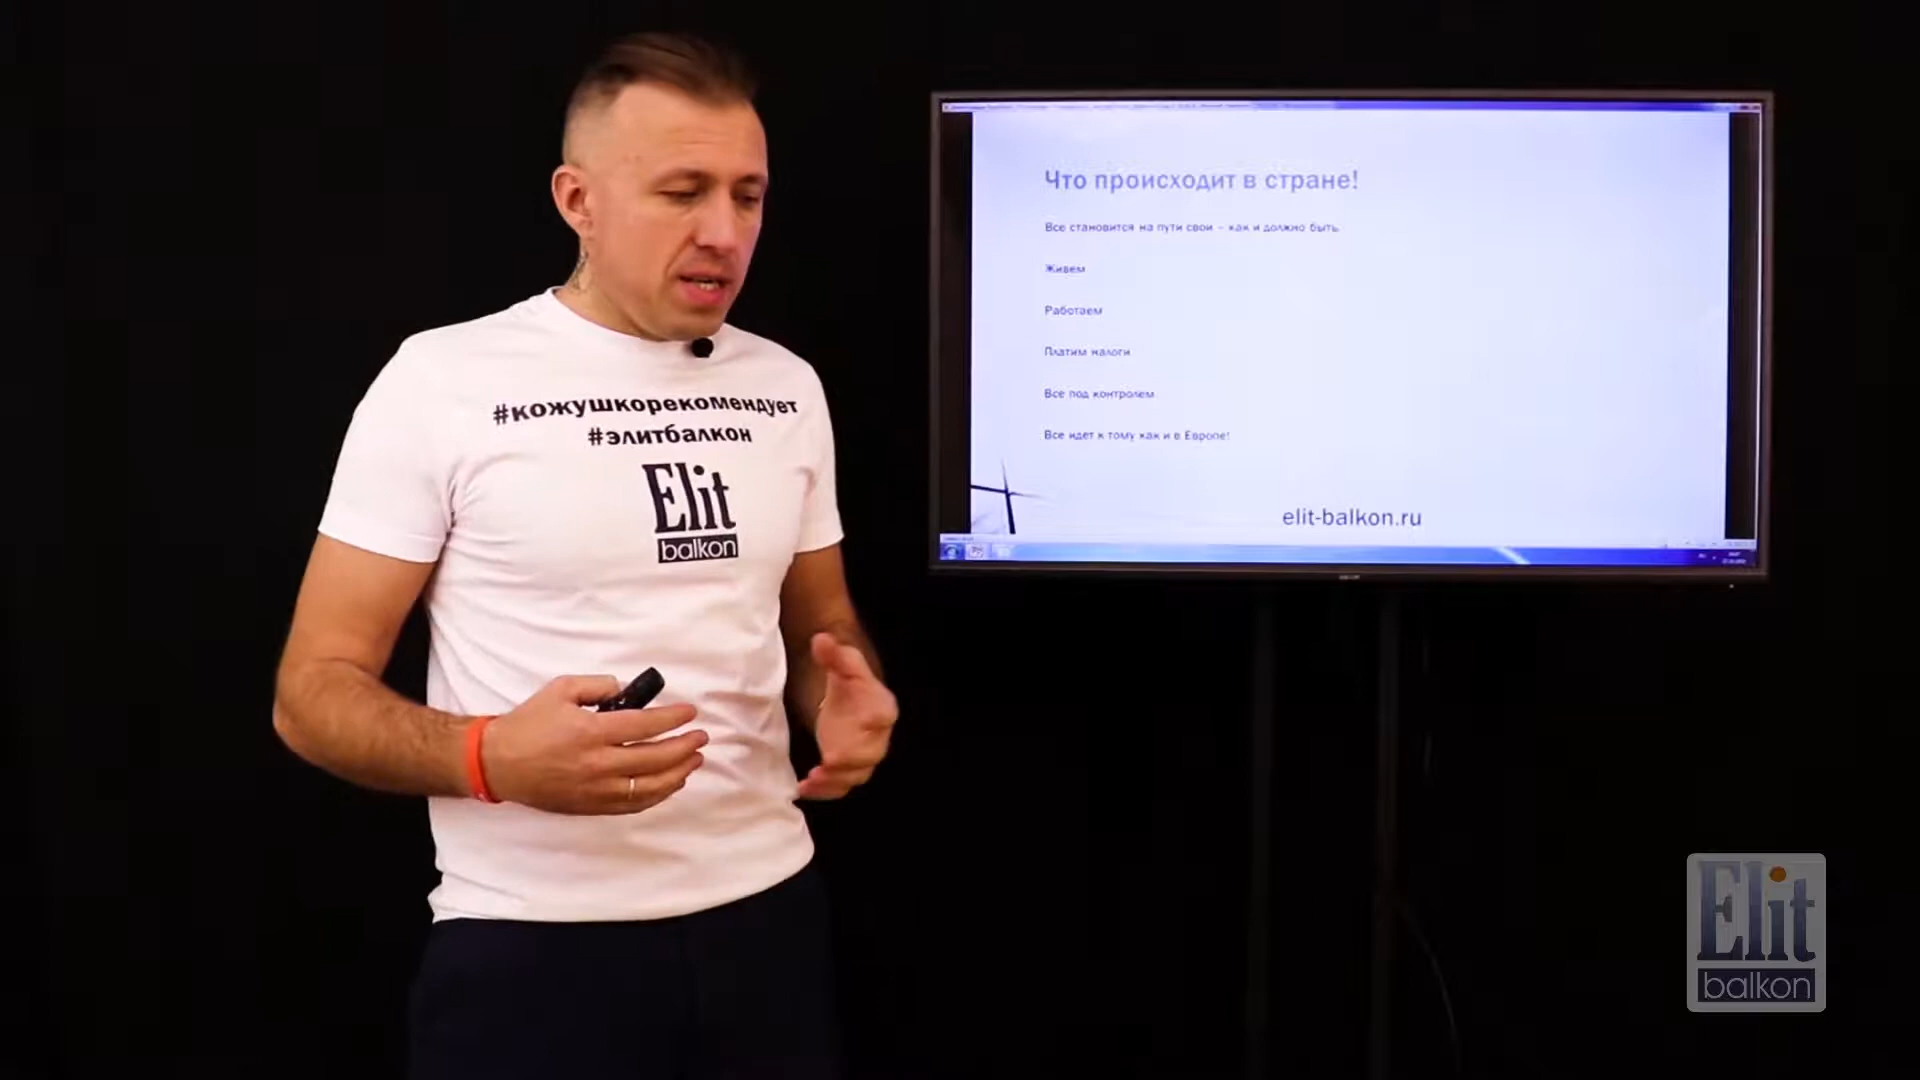 #кожушкорекомендует
#элитбалкон
Elit
balkon
Что происходит в стране!
Все становится на пути свои – как и должно быть.
Живем
Работаем
Платим налоги
Все под контролем
Все идет к тому как и в Европе!
elit-balkon.ru
Elit
balkon